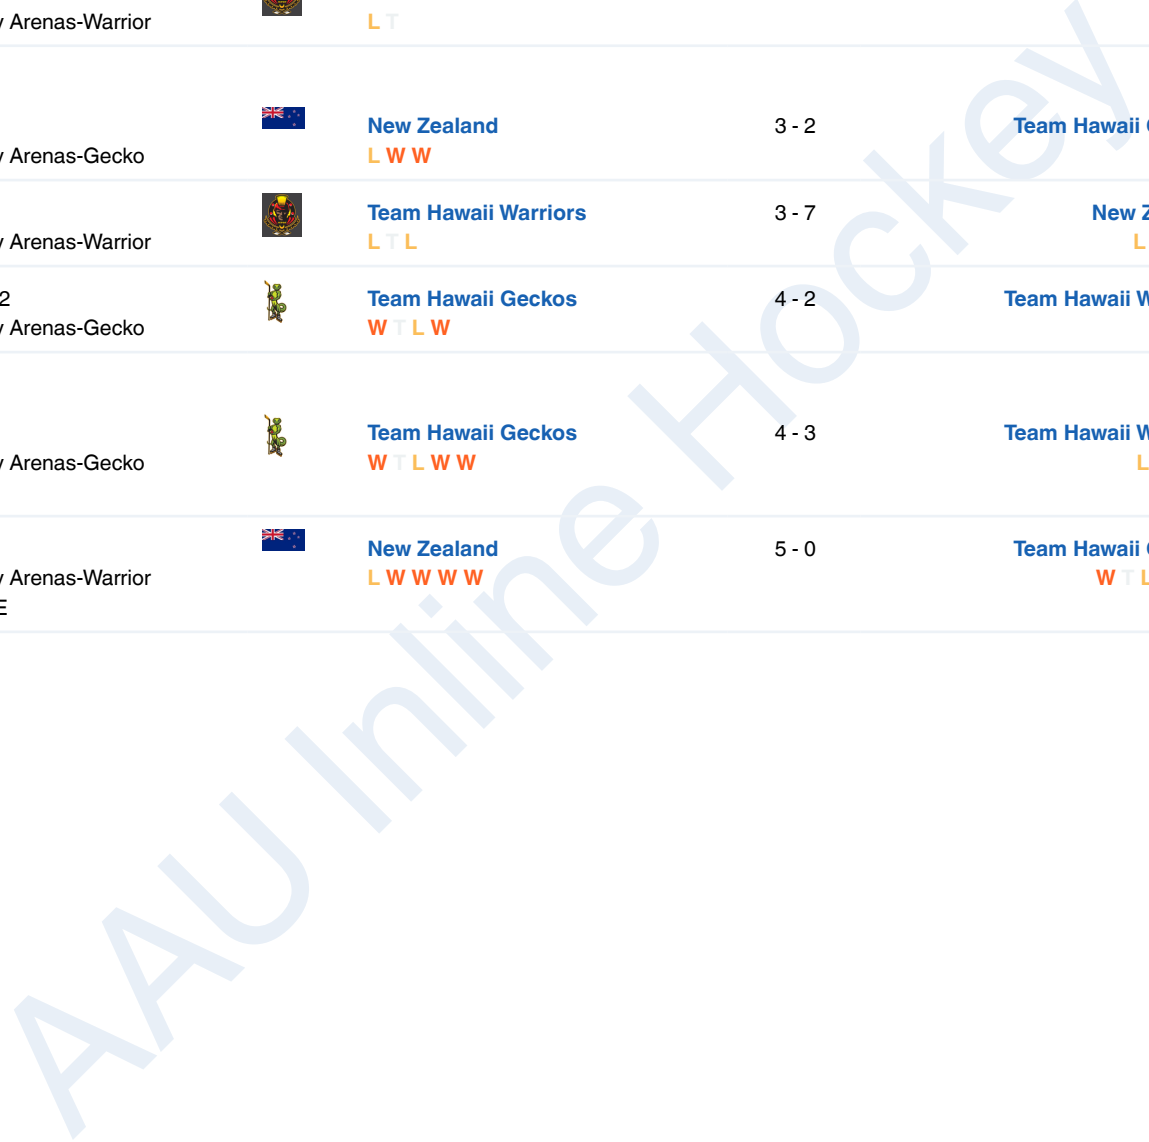 Arenas-Warrior
L T
New Zealand 3 - 2 Team Hawaii
Arenas-Gecko L W W
Team Hawaii Warriors 3 - 7 New
Arenas-Warrior L T L L
2 Team Hawaii Geckos 4 - 2 Team Hawaii
Arenas-Gecko W T L W
Team Hawaii Geckos 4 - 3 Team Hawaii
Arenas-Gecko W T L W W L
New Zealand 5 - 0 Team Hawaii
Arenas-Warrior L W W W W W T L
E
AAU Inline Hockey